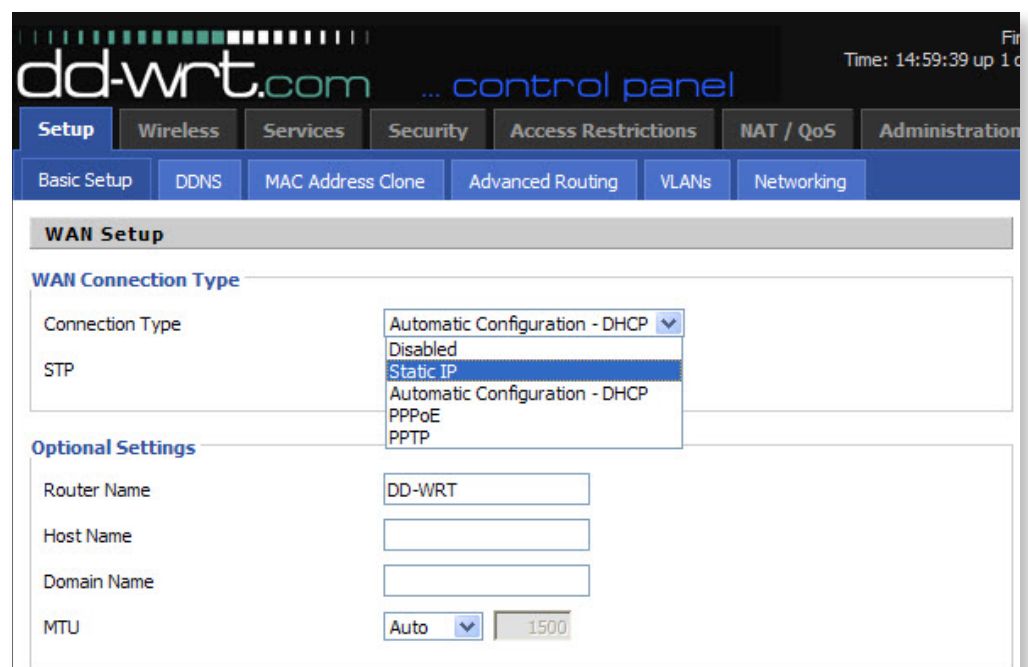 dd-wrt.com ... control panel
Fir
Time: 14:59:39 up 1 d
Setup Wireless Services Security Access Restrictions NAT / QoS Administration
Basic Setup DDNS MAC Address Clone Advanced Routing VLANs Networking
WAN Setup
WAN Connection Type
Connection Type Automatic Configuration - DHCP
Disabled
STP Static IP
Automatic Configuration - DHCP
PPPoE
PPTP
Optional Settings
Router Name DD-WRT
Host Name
Domain Name
MTU Auto 1500